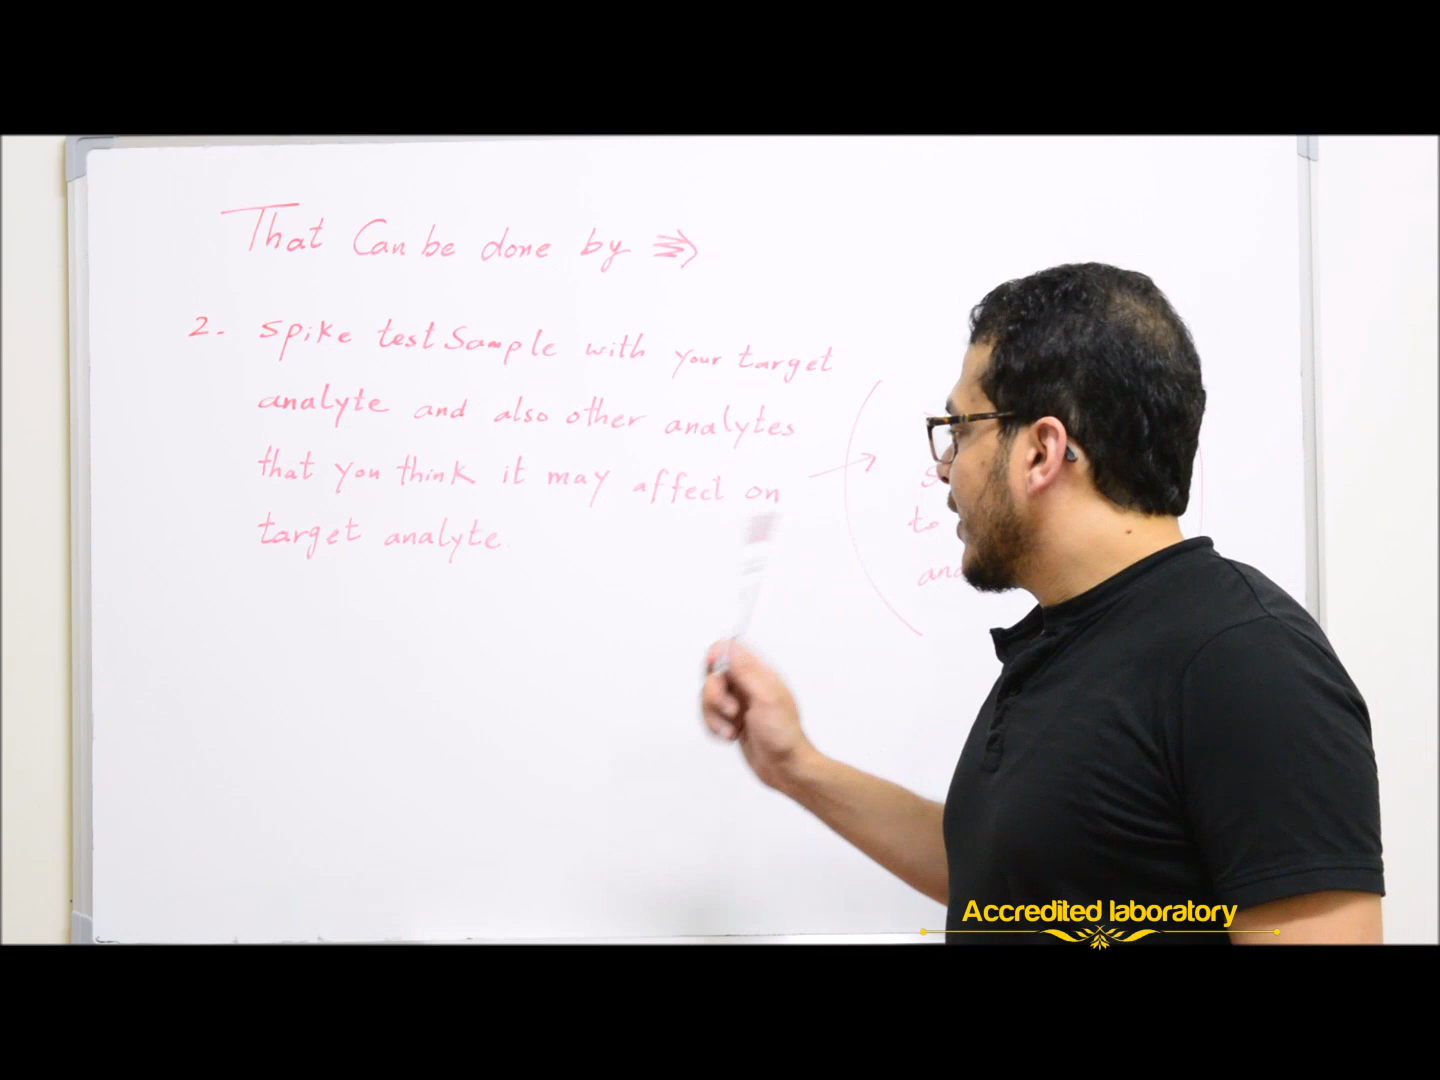 That Can be done by
2. Spike test Sample with your target
analyte and also other analytes
that you think it may affect on
target analyte
to
Accredited laboratory